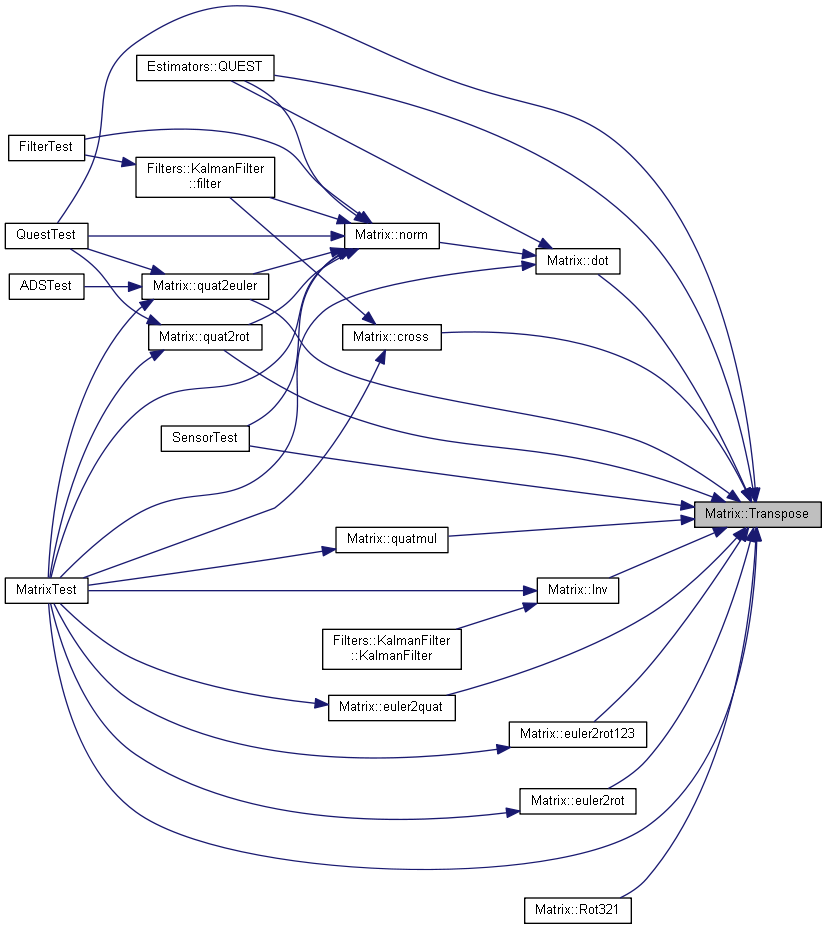 Estimators::QUEST
FilterTest
Filters::KalmanFilter
::filter
QuestTest
Matrix::norm
Matrix::dot
ADSTest
Matrix::quat2euler
Matrix::quat2rot
Matrix::cross
SensorTest
Matrix::Transpose
Matrix::quatmul
MatrixTest
Matrix::Inv
Filters::KalmanFilter
::KalmanFilter
Matrix::euler2quat
Matrix::euler2rot123
Matrix::euler2rot
Matrix::Rot321